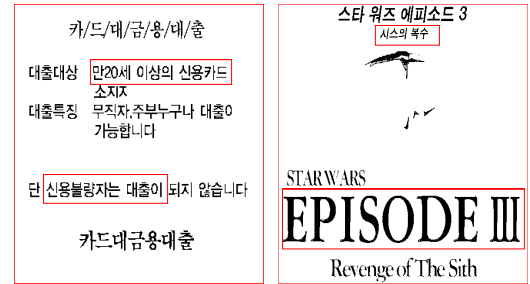 카/드/대/금/용/대/출
대출대상 만20세 이상의 신용카드
소지자
대출특징 무직자,주부누구나 대출이
가능합니다
단 신용불량자는 대출이 되지 않습니다
카드대금용대출
스타 워즈 에피소드 3
시스의 복수
STAR WARS
EPISODE III
Revenge of The Sith